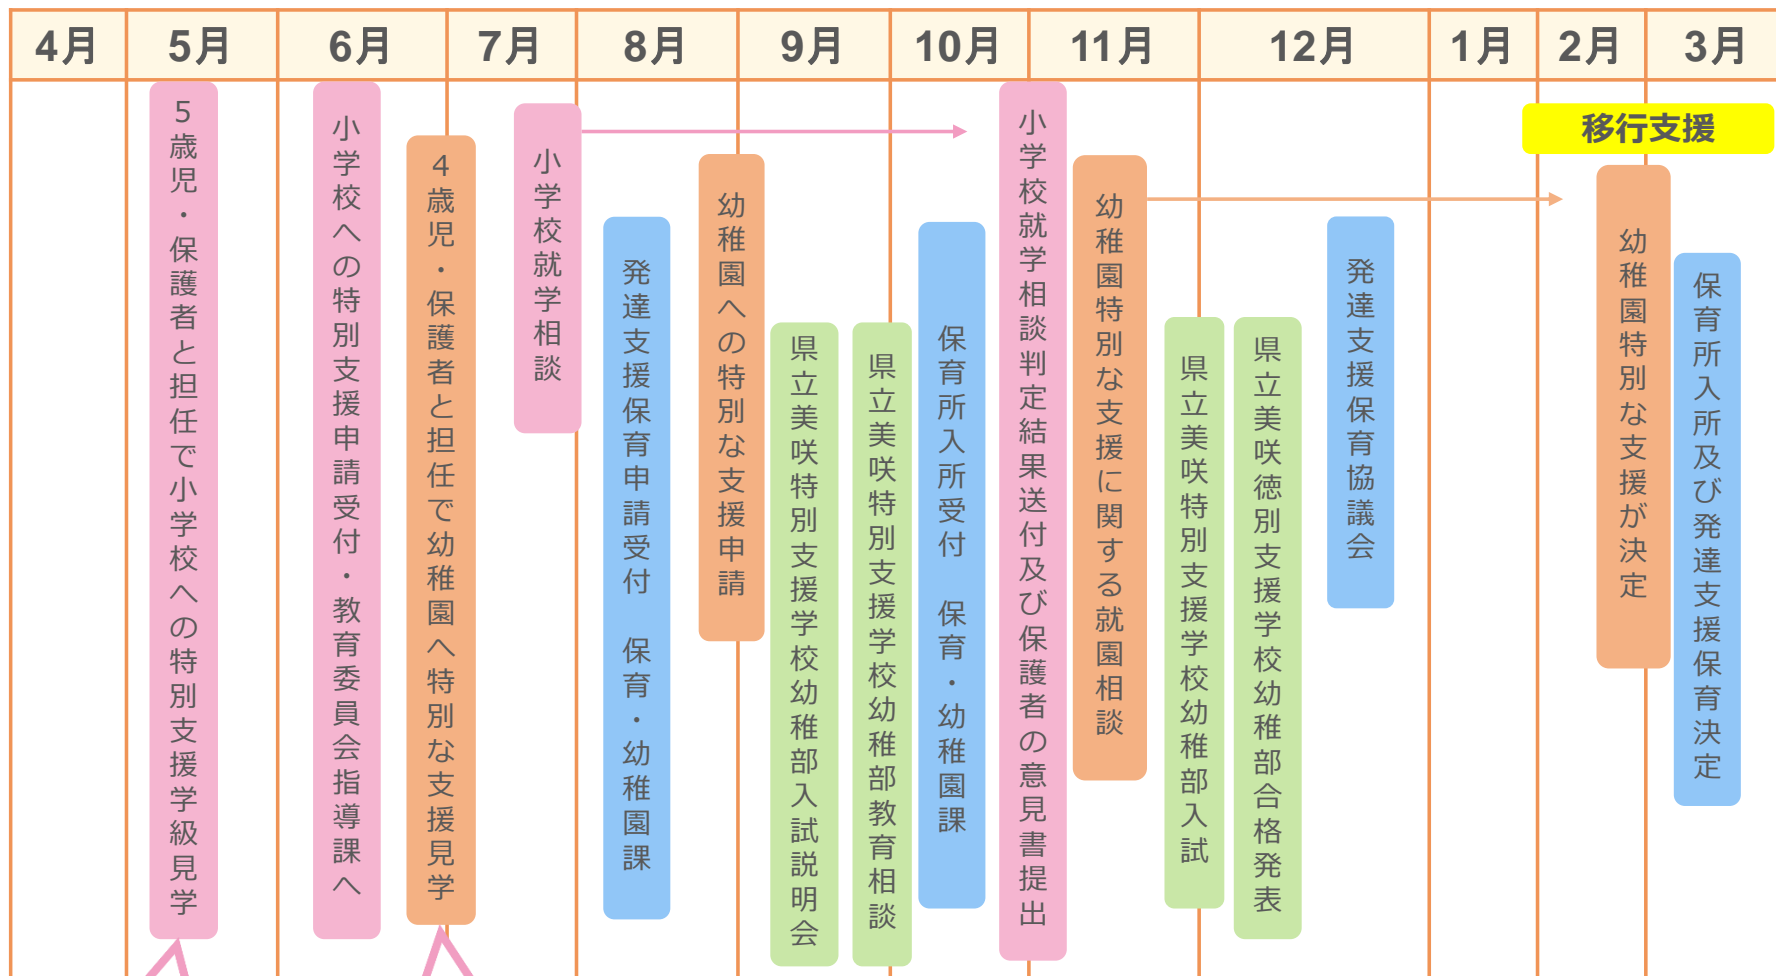 4月
5月
6月
7月
8月
9月
10月
11月
12月
1月
2月
3月
5歳児・保護者と担任で小学校への特別支援学級見学
小学校への特別支援申請受付・教育委員会指導課へ
4歳児・保護者と担任で幼稚園へ特別な支援見学
小学校就学相談
発達支援保育申請受付　保育・幼稚園課
幼稚園への特別な支援申請
県立美咲特別支援学校幼稚部入試説明会
県立美咲特別支援学校幼稚部教育相談
保育所入所受付　保育・幼稚園課
小学校就学相談判定結果送付及び保護者の意見書提出
幼稚園特別な支援に関する就園相談
県立美咲特別支援学校幼稚部入試
県立美咲徳別支援学校幼稚部合格発表
発達支援保育協議会
移行支援
幼稚園特別な支援が決定
保育所入所及び発達支援保育決定